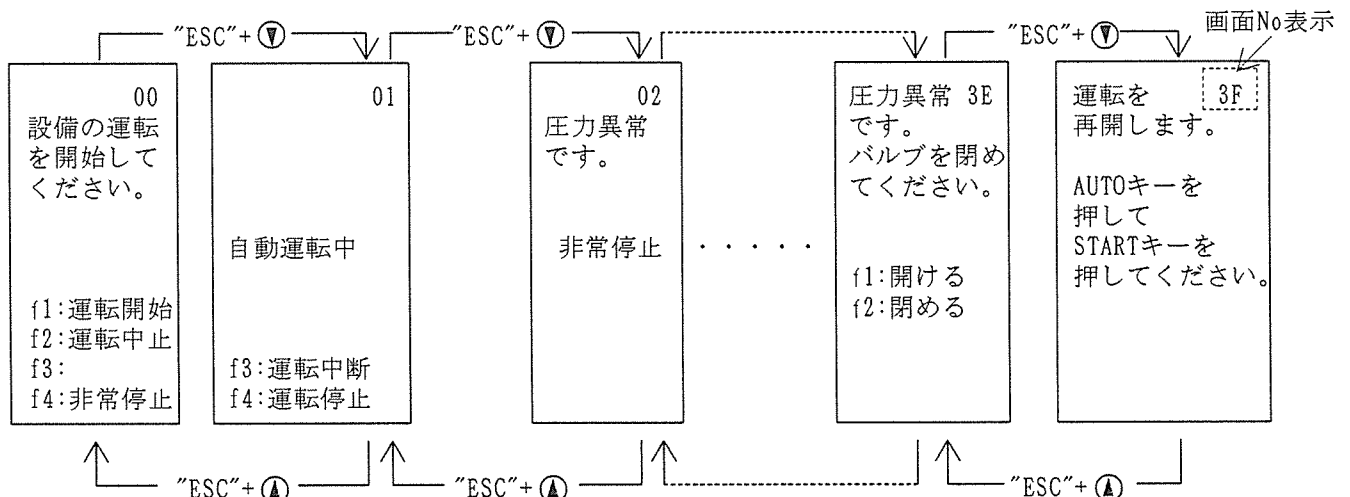 "ESC"+▼
"ESC"+▼
"ESC"+▼
画面No表示
00
設備の運転
を開始して
ください。
f1:運転開始
f2:運転中止
f3:
f4:非常停止
01
自動運転中
f3:運転中断
f4:運転停止
02
圧力異常
です。
非常停止
・・・・・
圧力異常 3E
です。
バルブを閉め
てください。
f1:開ける
f2:閉める
運転を 3F
再開します。
AUTOキーを
押して
STARTキーを
押してください。
"ESC"+▲
"ESC"+▲
"ESC"+▲